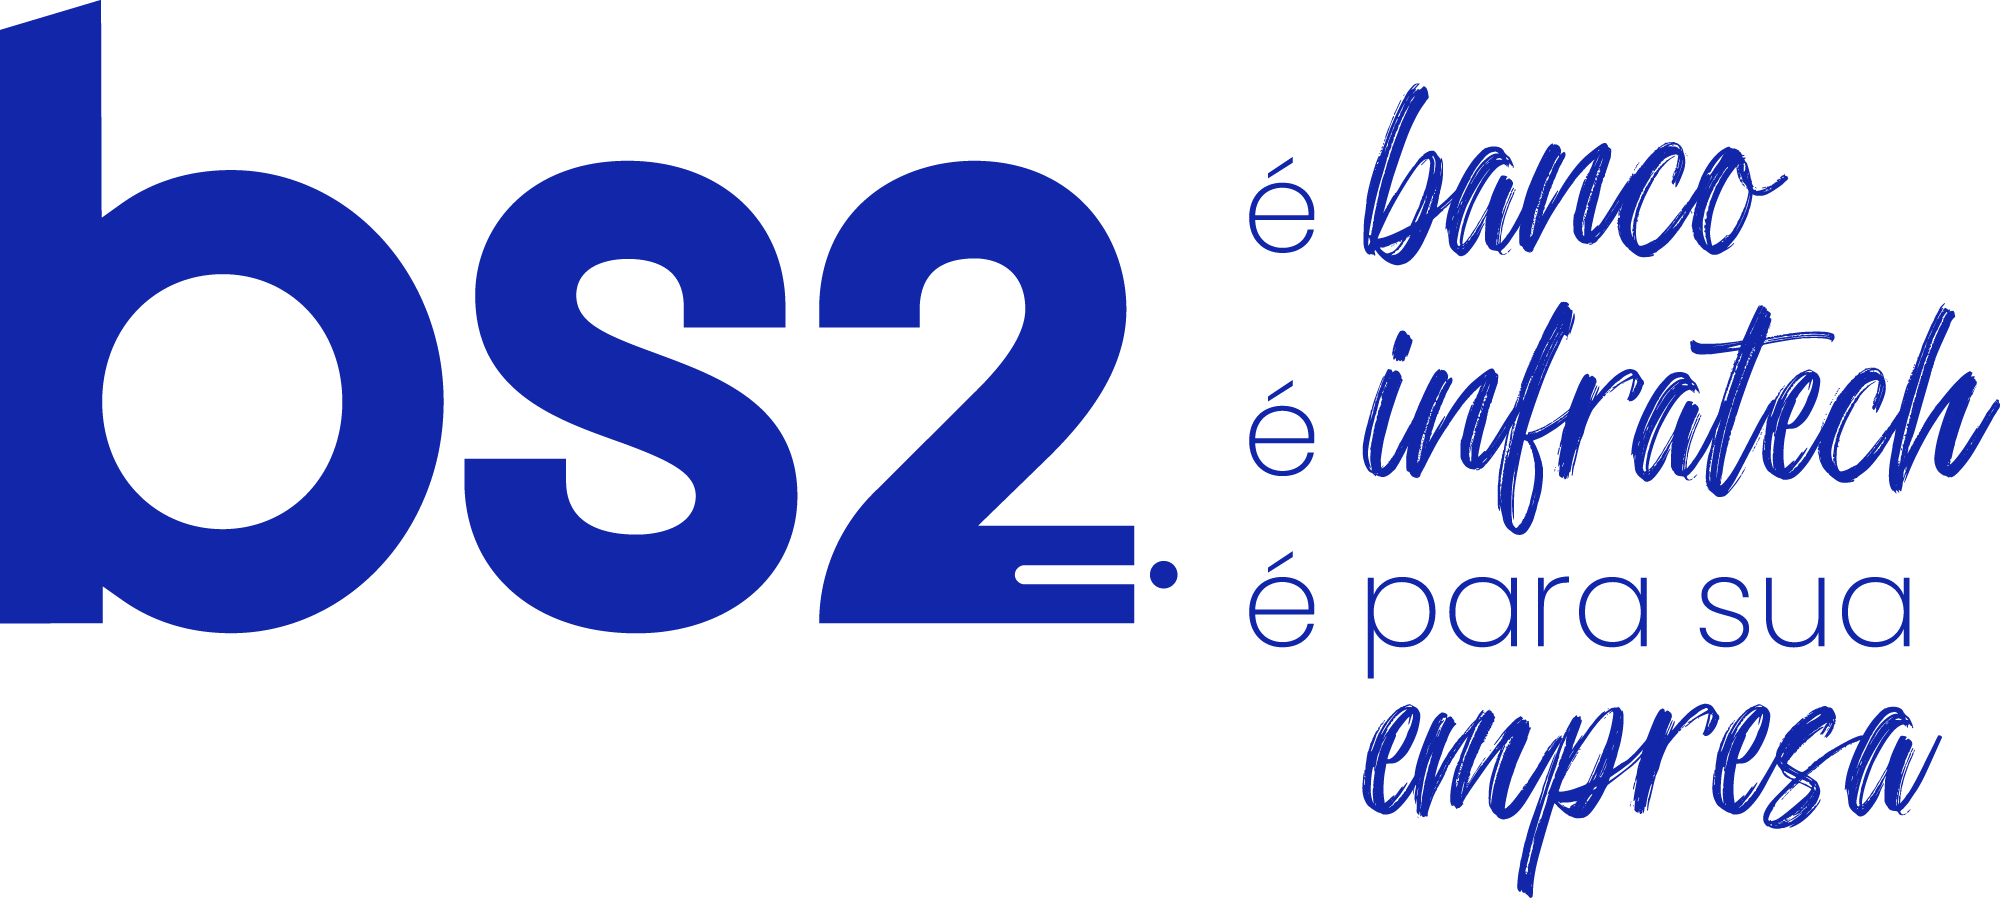 bs2.
é banco
é infratech
é para sua
empresa